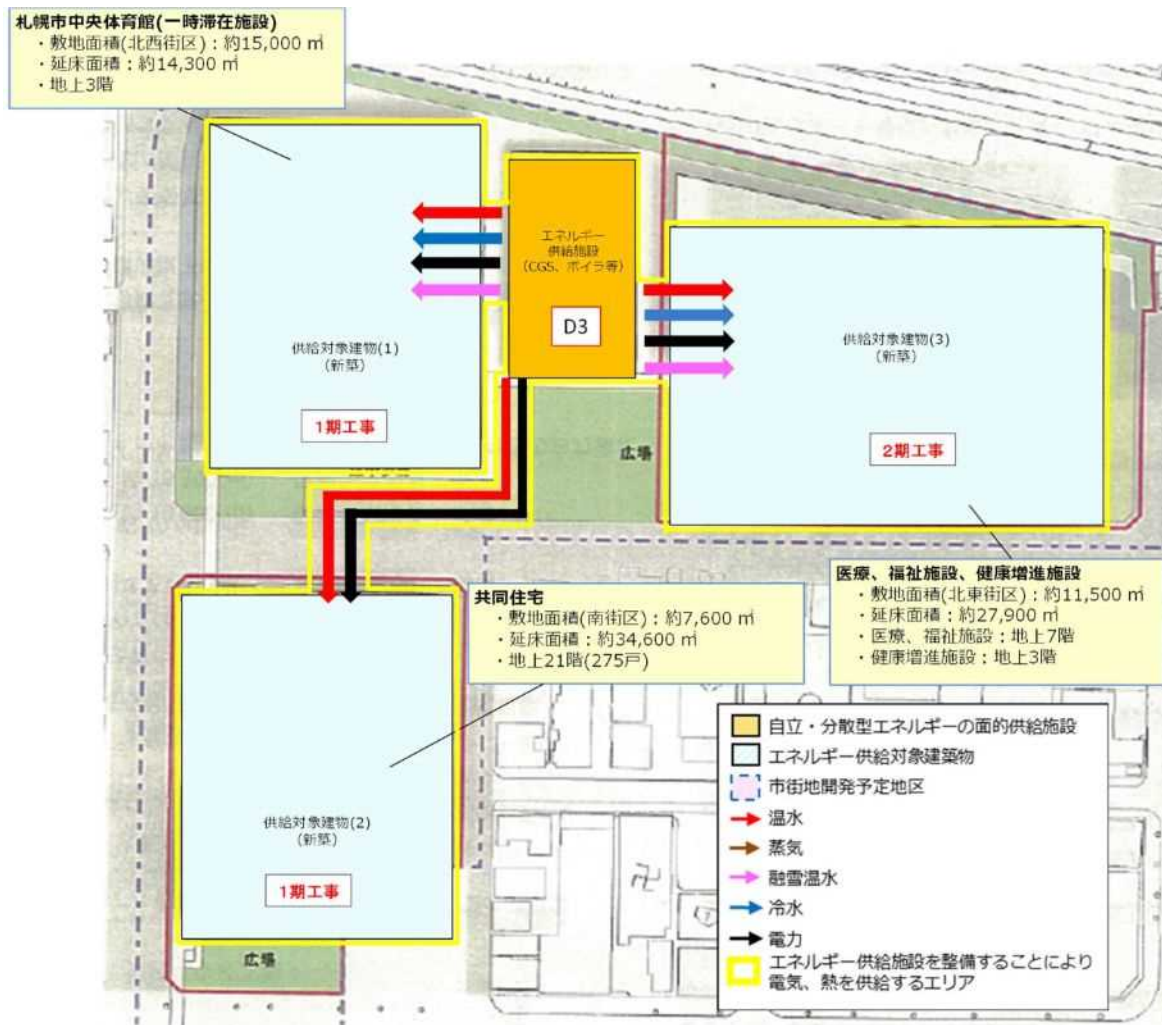 札幌市中央体育館(一時滞在施設)
・敷地面積(北西街区)：約15,000 ㎡
・延床面積：約14,300 ㎡
・地上3階
エネルギー
供給施設
（CGS、ボイラ等）
D3
供給対象建物(1)
（新築）
1期工事
供給対象建物(3)
（新築）
2期工事
広場
医療、福祉施設、健康増進施設
・敷地面積(北東街区)：約11,500 ㎡
・延床面積：約27,900 ㎡
・医療、福祉施設：地上7階
・健康増進施設：地上3階
共同住宅
・敷地面積(南街区)：約7,600 ㎡
・延床面積：約34,600 ㎡
・地上21階(275戸)
供給対象建物(2)
（新築）
1期工事
広場
自立・分散型エネルギーの面的供給施設
エネルギー供給対象建築物
市街地開発予定地区
温水
蒸気
融雪温水
冷水
電力
エネルギー供給施設を整備することにより
電気、熱を供給するエリア